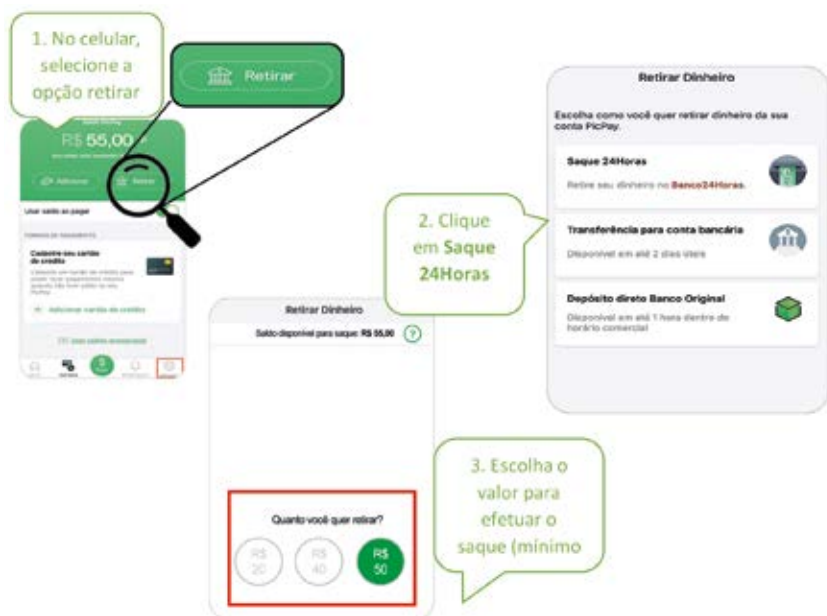 1. No celular,
selecione a
opção retirar
Retirar
R$ 55,00
Adicionar
Retirar
Usar saldo ao pagar
Cadastre seu cartão
de crédito
Adicionar cartão de crédito
2. Clique
em Saque
24Horas
Retirar Dinheiro
Escolha como você quer retirar dinheiro da sua
conta PicPay.
Saque 24Horas
Retire seu dinheiro no Banco24Horas.
Transferência para conta bancária
Disponível em até 2 dias úteis
Depósito direto Banco Original
Disponível em até 1 hora dentro do
horário comercial
Retirar Dinheiro
Saldo disponível para saque: R$ 55,00
?
3. Escolha o
valor para
efetuar o
saque (mínimo
Quanto você quer retirar?
R$
20
R$
40
R$
50